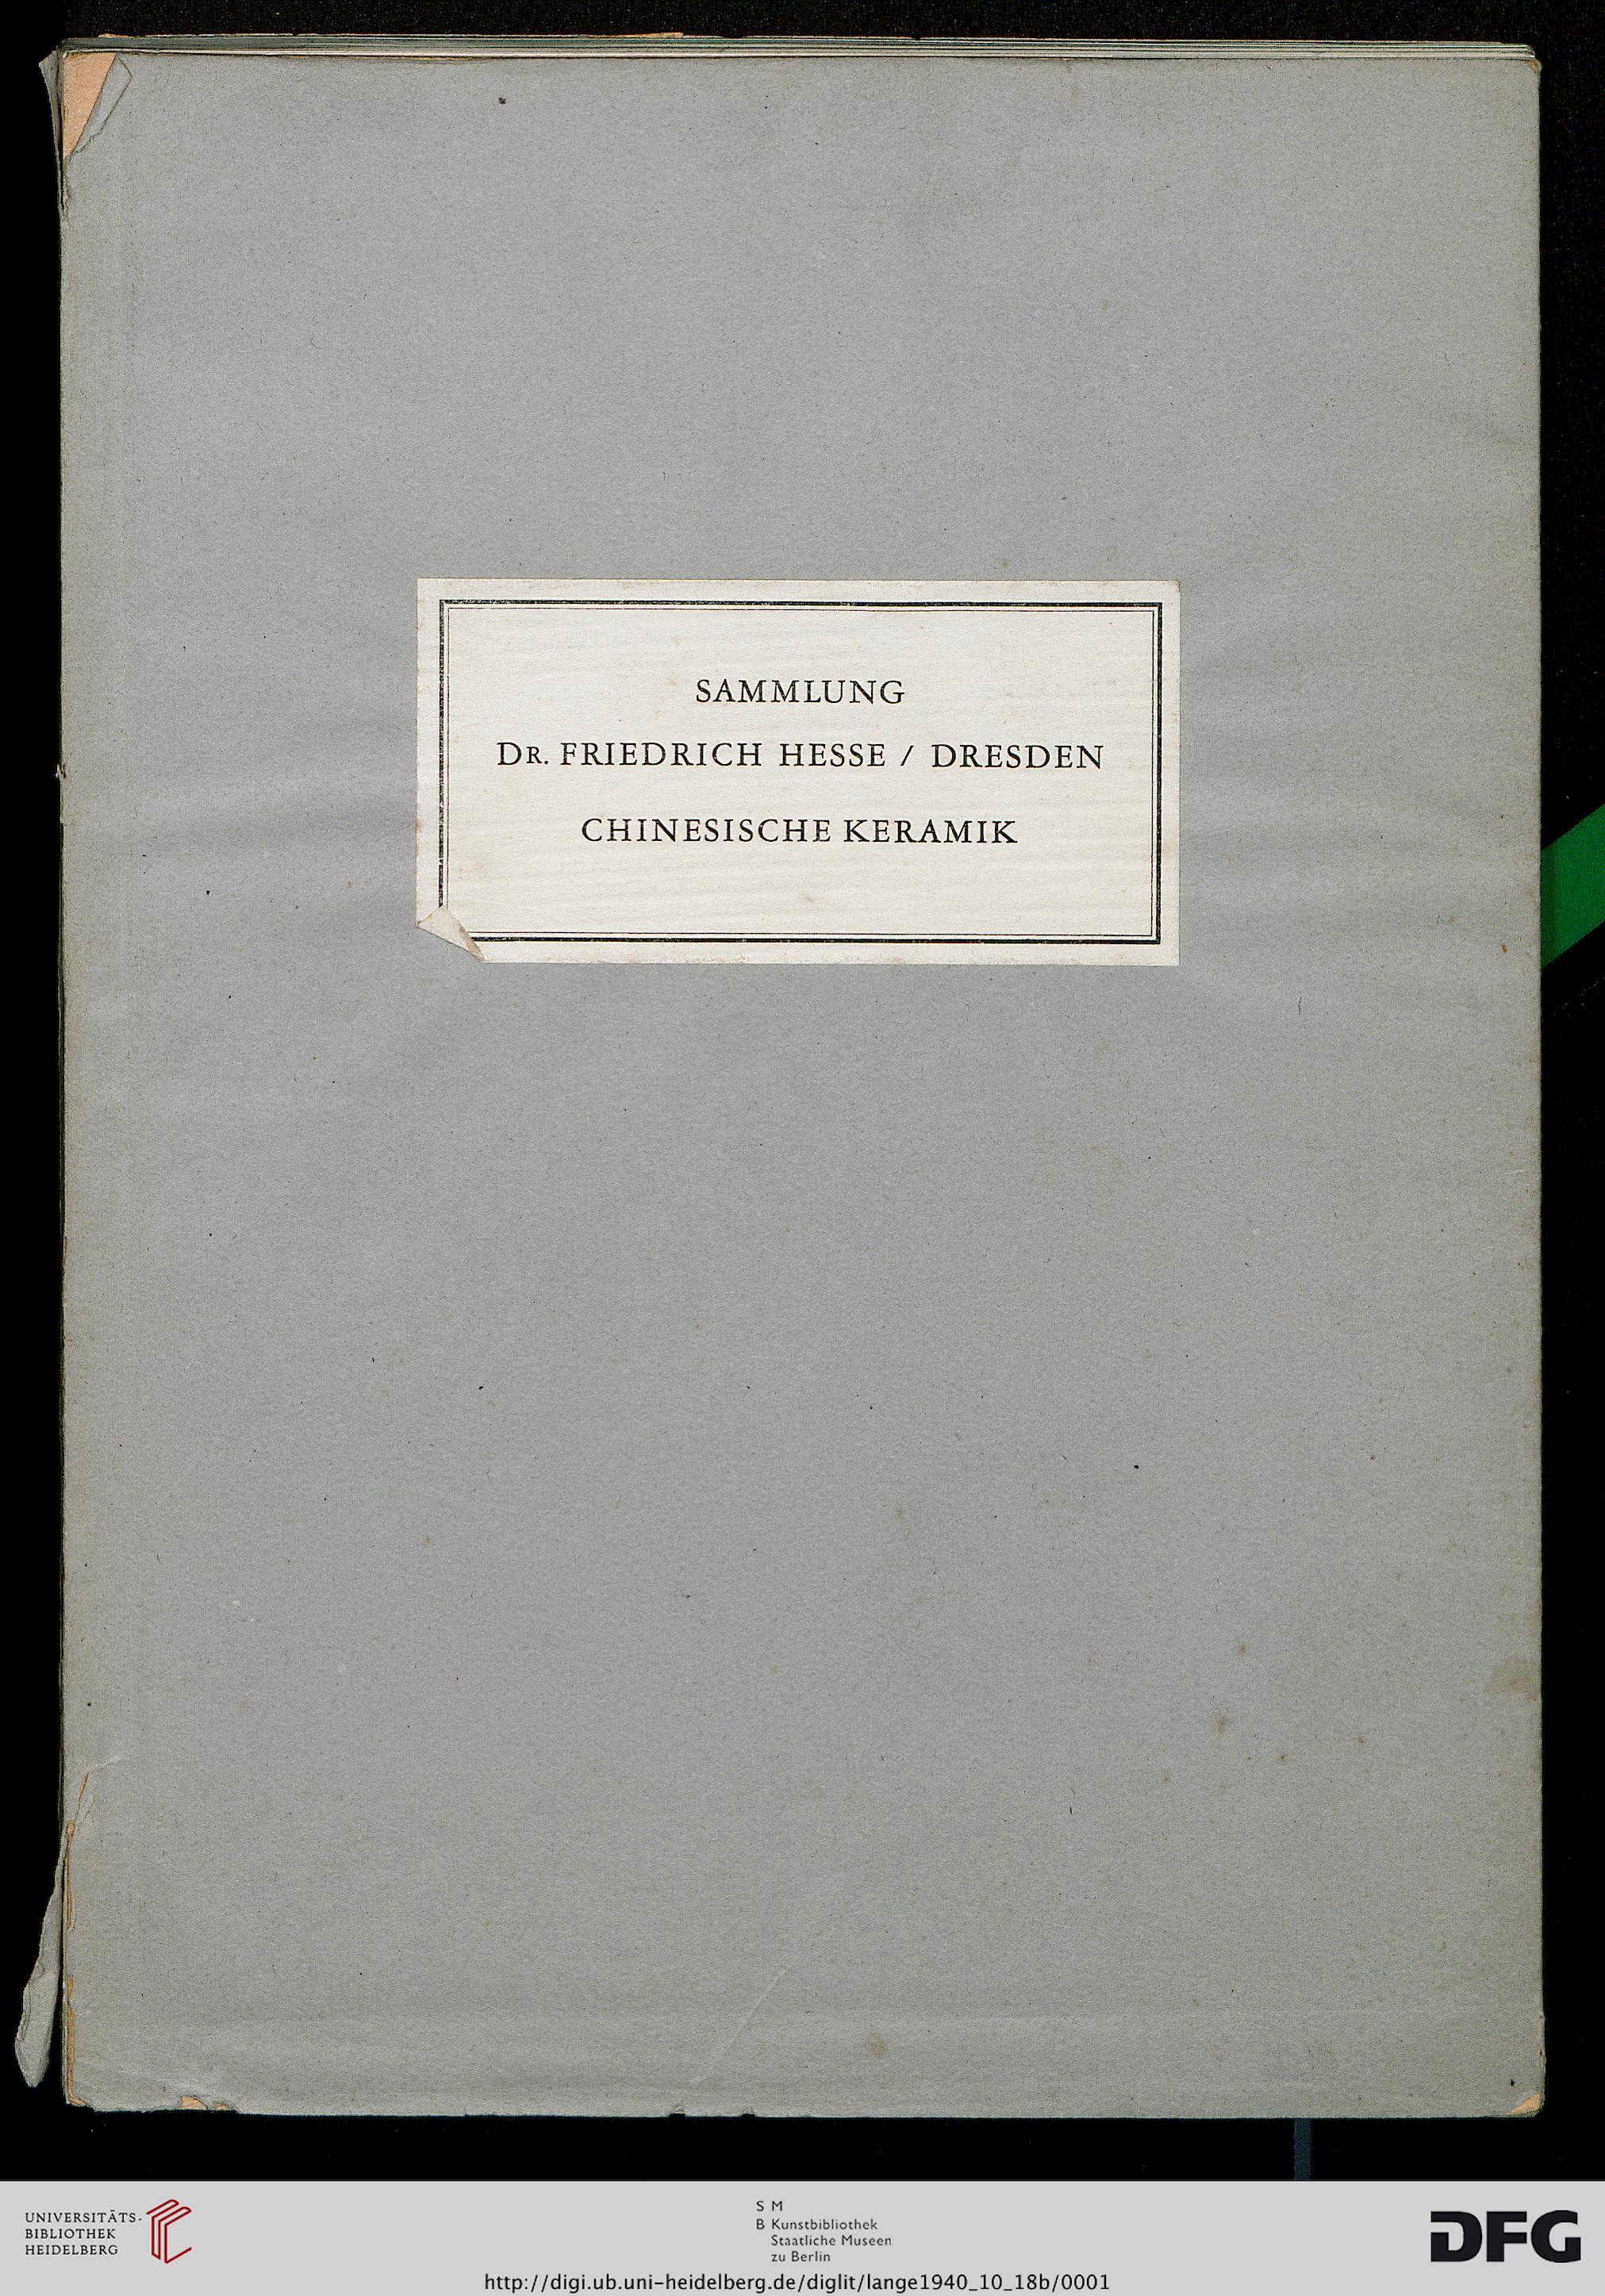 SAMMLUNG
DR. FRIEDRICH HESSE / DRESDEN
CHINESISCHE KERAMIK
UNIVERSITÄTS-
BIBLIOTHEK
HEIDELBERG
S M
B Kunstbibliothek
Staatliche Museen
zu Berlin
DFG
http://digi.ub.uni-heidelberg.de/diglit/lange1940_10_18b/0001